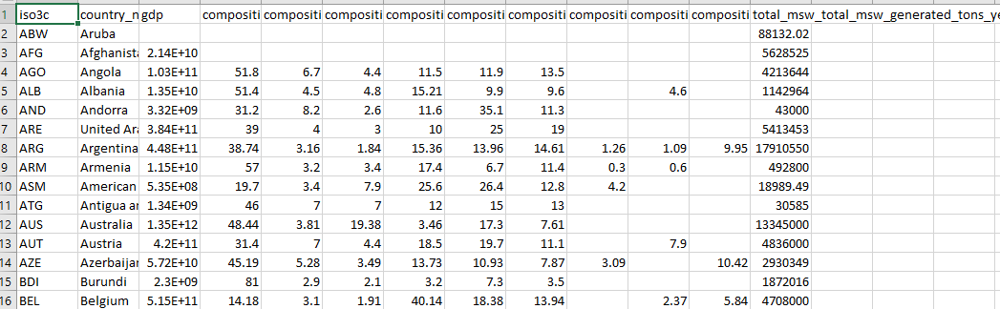 1 iso3c country_n gdp compositi compositi compositi compositi compositi compositi compositi compositi compositi total_msw_total_msw_generated_tons_ye
2 ABW Aruba 88132.02
3 AFG Afghanista 2.14E+10 5628525
4 AGO Angola 1.03E+11 51.8 6.7 4.4 11.5 11.9 13.5 4213644
5 ALB Albania 1.35E+10 51.4 4.5 4.8 15.21 9.9 9.6 4.6 1142964
6 AND Andorra 3.32E+09 31.2 8.2 2.6 11.6 35.1 11.3 43000
7 ARE United Ara 3.84E+11 39 4 3 10 25 19 5413453
8 ARG Argentina 4.48E+11 38.74 3.16 1.84 15.36 13.96 14.61 1.26 1.09 9.95 17910550
9 ARM Armenia 1.15E+10 57 3.2 3.4 17.4 6.7 11.4 0.3 0.6 492800
10 ASM American 5.35E+08 19.7 3.4 7.9 25.6 26.4 12.8 4.2 18989.49
11 ATG Antigua an 1.34E+09 46 7 7 12 15 13 30585
12 AUS Australia 1.35E+12 48.44 3.81 19.38 3.46 17.3 7.61 13345000
13 AUT Austria 4.2E+11 31.4 7 4.4 18.5 19.7 11.1 7.9 4836000
14 AZE Azerbaijan 5.72E+10 45.19 5.28 3.49 13.73 10.93 7.87 3.09 10.42 2930349
15 BDI Burundi 2.3E+09 81 2.9 2.1 3.2 7.3 3.5 1872016
16 BEL Belgium 5.15E+11 14.18 3.1 1.91 40.14 18.38 13.94 2.37 5.84 4708000